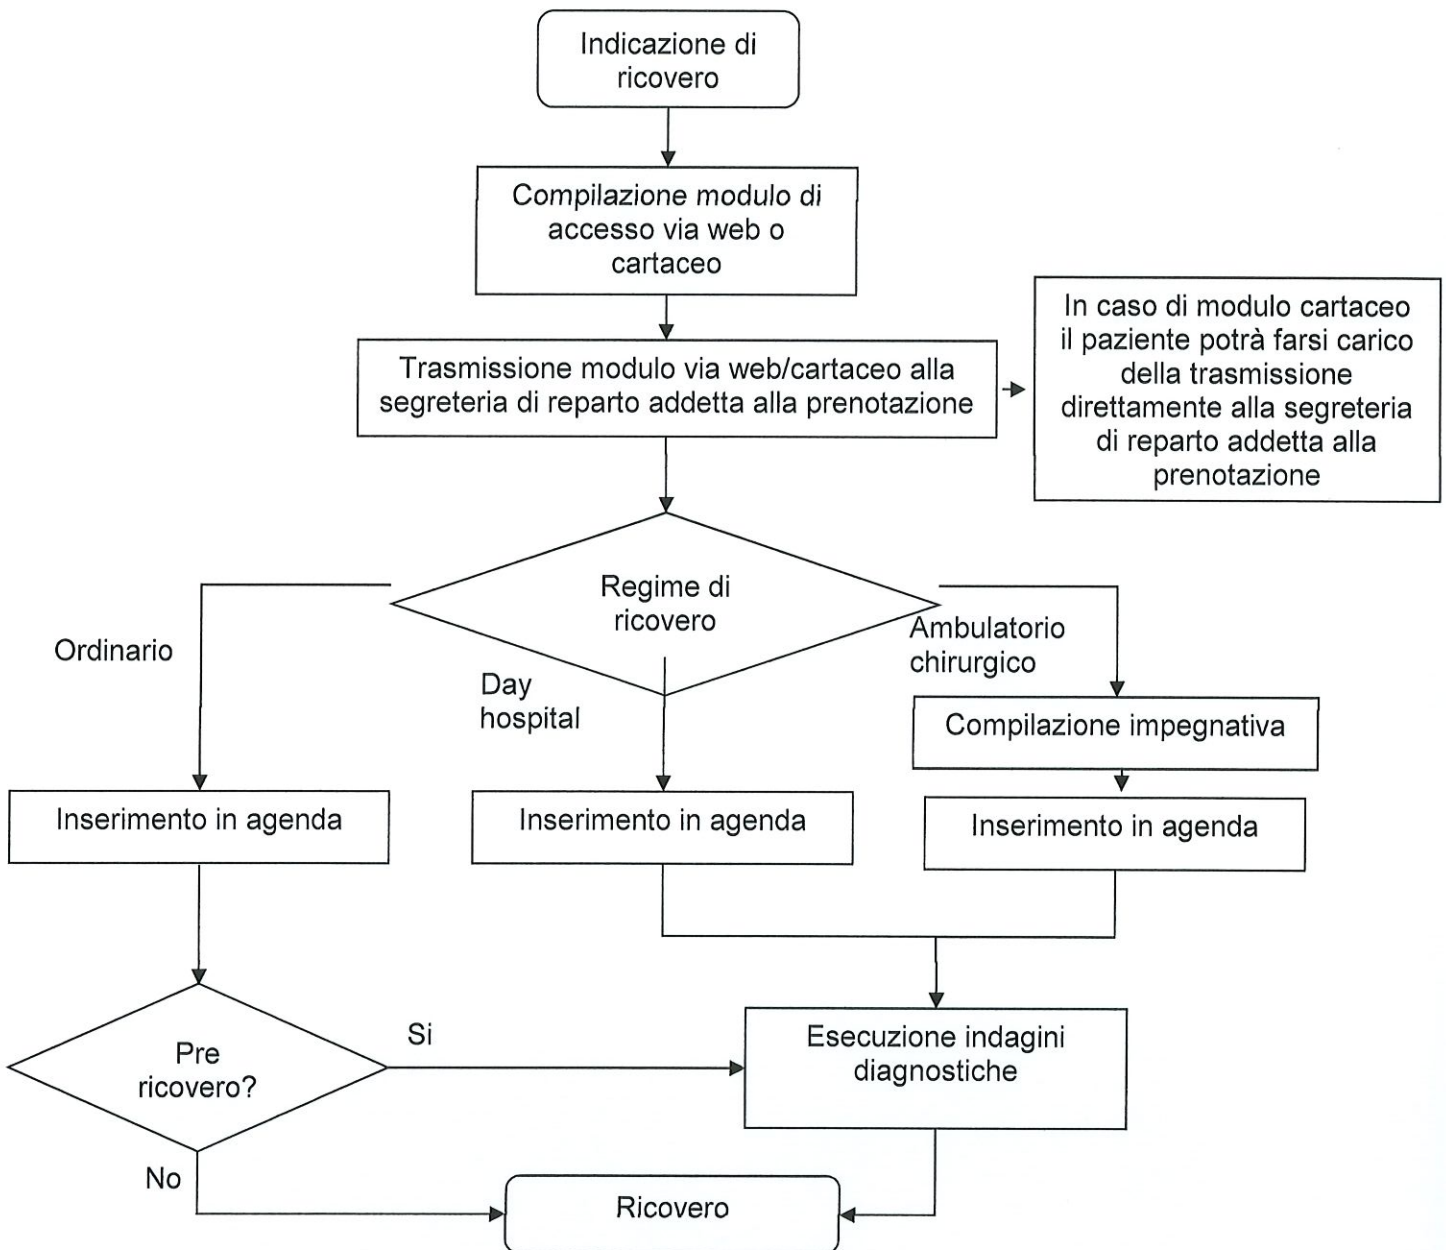 Indicazione di
ricovero
Compilazione modulo di
accesso via web o
cartaceo
Trasmissione modulo via web/cartaceo alla
segreteria di reparto addetta alla prenotazione
In caso di modulo cartaceo
il paziente potrà farsi carico
della trasmissione
direttamente alla segreteria
di reparto addetta alla
prenotazione
Regime di
ricovero
Ordinario
Day
hospital
Ambulatorio
chirurgico
Compilazione impegnativa
Inserimento in agenda
Inserimento in agenda
Inserimento in agenda
Pre
ricovero?
Si
No
Esecuzione indagini
diagnostiche
Ricovero